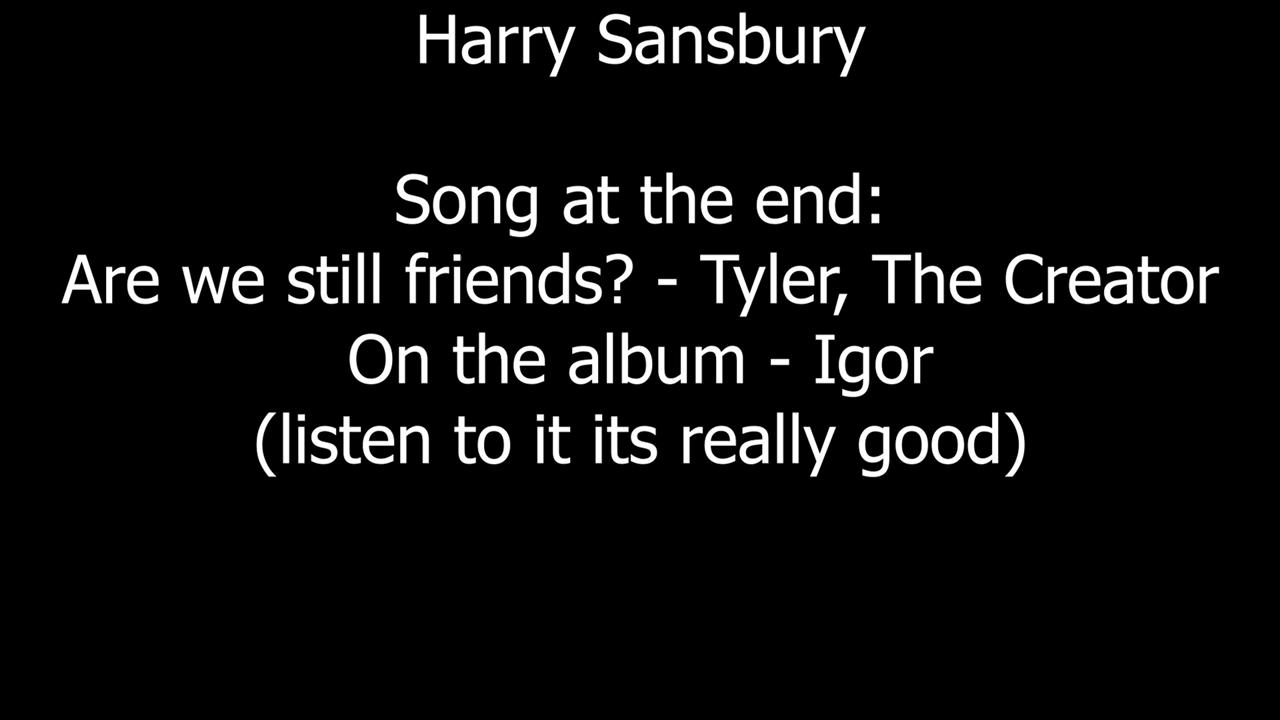 Harry Sansbury
Song at the end:
Are we still friends? - Tyler, The Creator
On the album - Igor
(listen to it its really good)